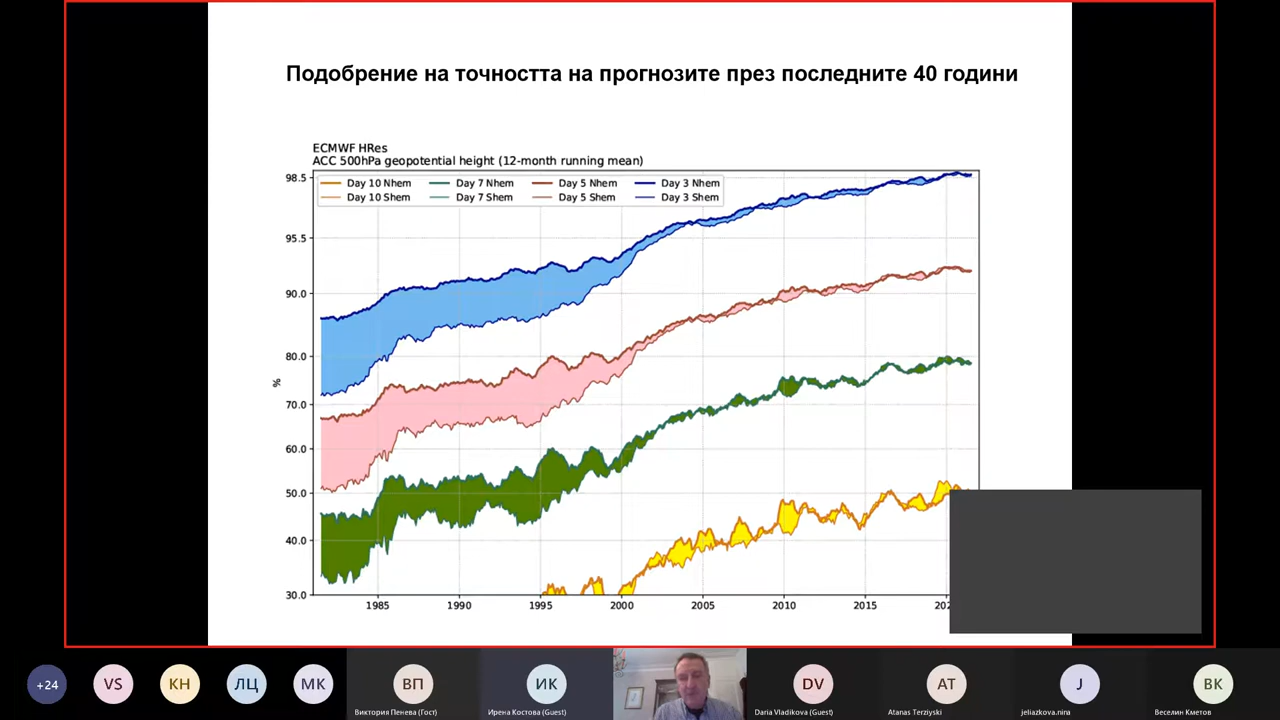 Подобрение на точността на прогнозите през последните 40 години
ECMWF HRes
ACC 500hPa geopotential height (12-month running mean)
Day 10 Nhem Day 7 Nhem Day 5 Nhem Day 3 Nhem
Day 10 Shem Day 7 Shem Day 5 Shem Day 3 Shem
98.5
95.5
90.0
80.0
%
70.0
60.0
50.0
40.0
30.0
1985 1990 1995 2000 2005 2010 2015 202
+24 VS КН ЛЦ МК ВП ИК DV AT J ВК
Виктория Пенева (Гост) Ирена Костова (Guest) Daria Vladikova (Guest) Atanas Terziyski jeliazkova.nina Веселин Кметов